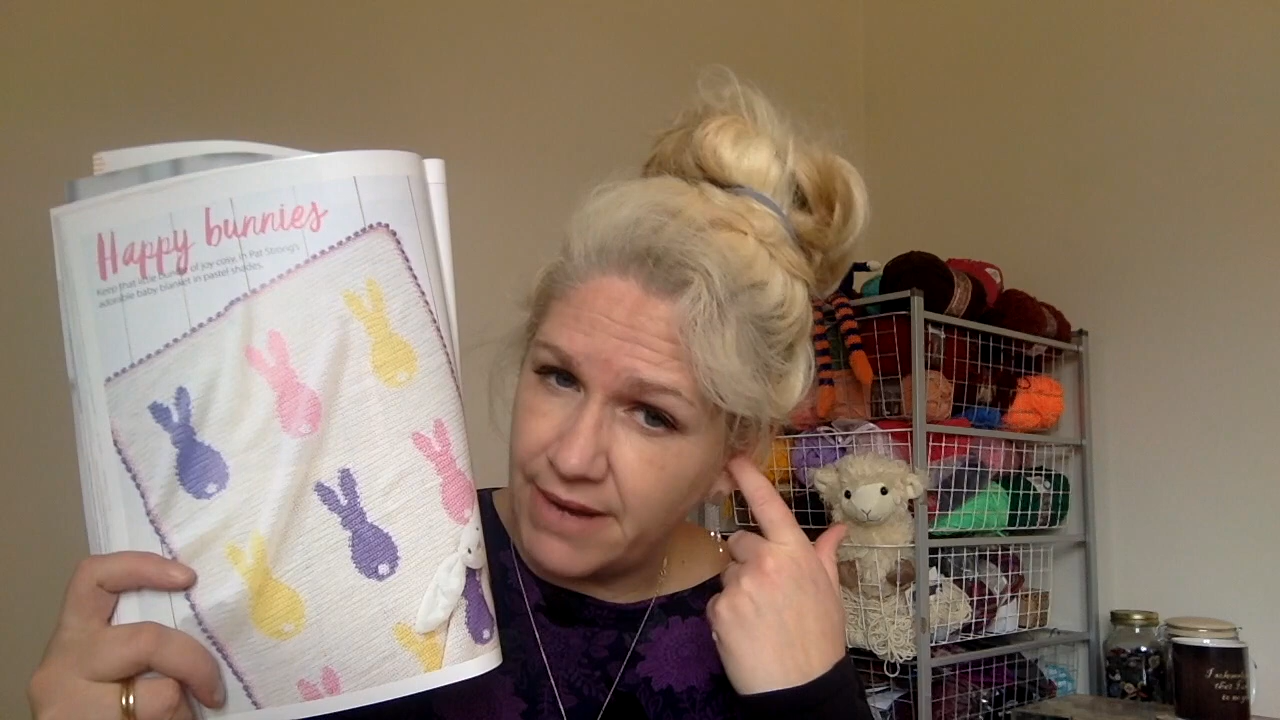 Happy bunnies
Keep that little bundle of joy cosy, in Pat Strong's
adorable baby blanket in pastel shades.